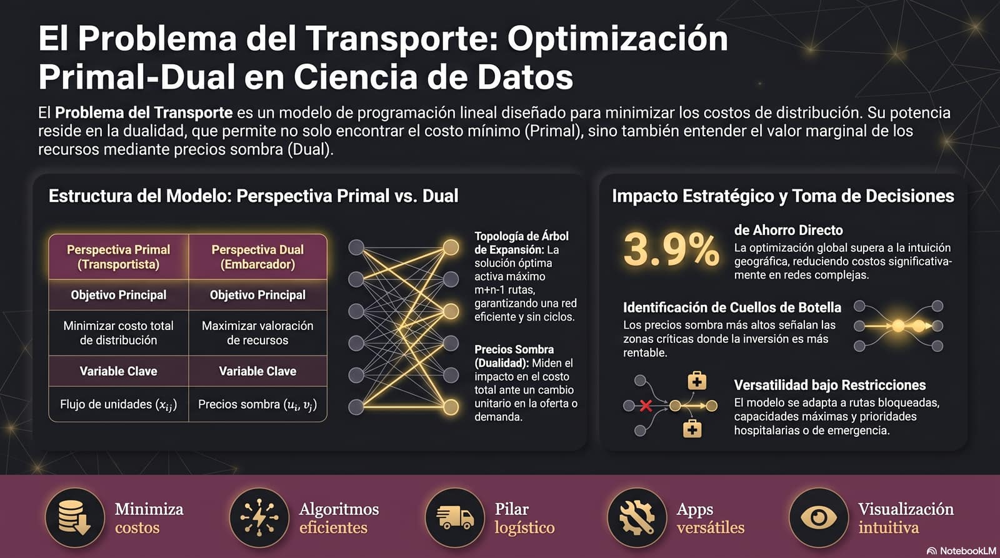 El Problema del Transporte: Optimización
Primal-Dual en Ciencia de Datos
El Problema del Transporte es un modelo de programación lineal diseñado para minimizar los costos de distribución. Su potencia
reside en la dualidad, que permite no solo encontrar el costo mínimo (Primal), sino también entender el valor marginal de los
recursos mediante precios sombra (Dual).
Estructura del Modelo: Perspectiva Primal vs. Dual
Perspectiva Primal
(Transportista)
Perspectiva Dual
(Embarcador)
Objetivo Principal
Objetivo Principal
Minimizar costo total
de distribución
Maximizar valoración
de recursos
Variable Clave
Variable Clave
Flujo de unidades (xij)
Precios sombra (ui, vj)
Topología de Árbol
de Expansión: La
solución óptima
activa máximo
m+n-1 rutas,
garantizando una red
eficiente y sin ciclos.
Precios Sombra
(Dualidad): Miden el
impacto en el costo
total ante un cambio
unitario en la oferta o
demanda.
Impacto Estratégico y Toma de Decisiones
3.9%
de Ahorro Directo
La optimización global supera a la intuición
geográfica, reduciendo costos significativa-
mente en redes complejas.
Identificación de Cuellos de Botella
Los precios sombra más altos señalan las
zonas críticas donde la inversión es más
rentable.
Versatilidad bajo Restricciones
El modelo se adapta a rutas bloqueadas,
capacidades máximas y prioridades
hospitalarias o de emergencia.
Minimiza
costos
Algoritmos
eficientes
Pilar
logístico
Apps
versátiles
Visualización
intuitiva
NotebookLM